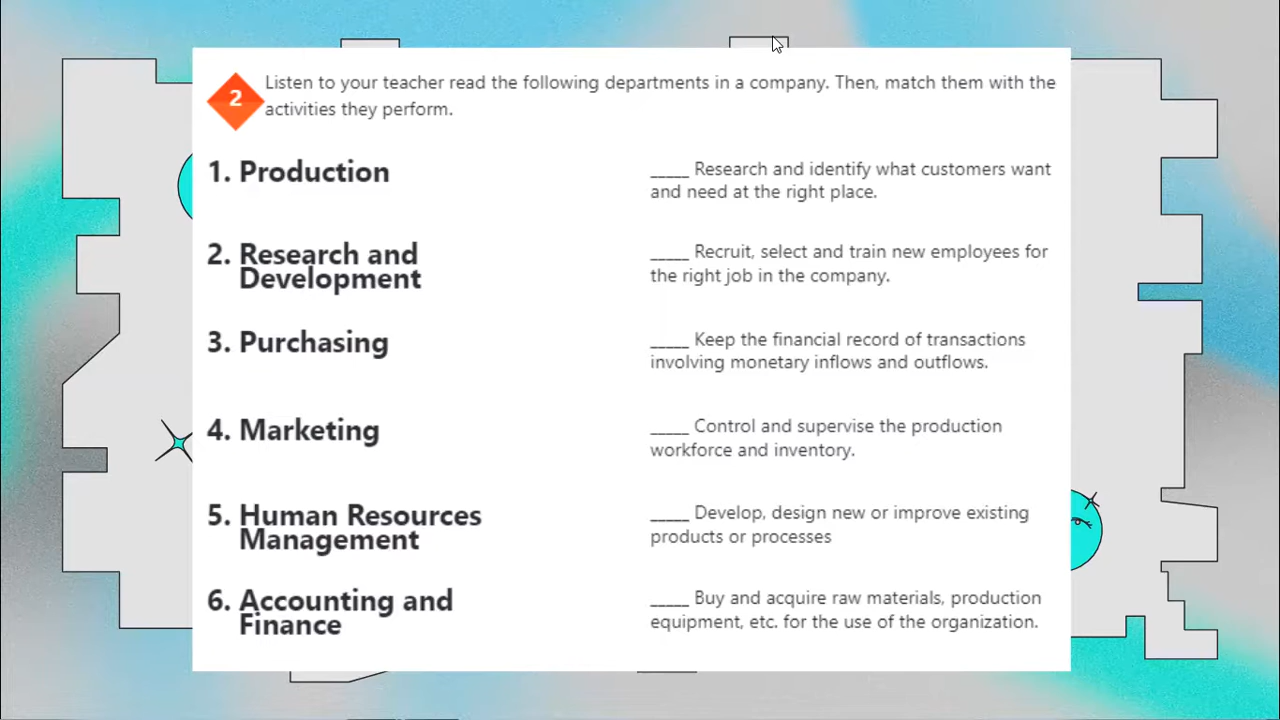 2
Listen to your teacher read the following departments in a company. Then, match them with the
activities they perform.
1. Production
_____ Research and identify what customers want
and need at the right place.
2. Research and
Development
_____ Recruit, select and train new employees for
the right job in the company.
3. Purchasing
_____ Keep the financial record of transactions
involving monetary inflows and outflows.
4. Marketing
_____ Control and supervise the production
workforce and inventory.
5. Human Resources
Management
_____ Develop, design new or improve existing
products or processes
6. Accounting and
Finance
_____ Buy and acquire raw materials, production
equipment, etc. for the use of the organization.